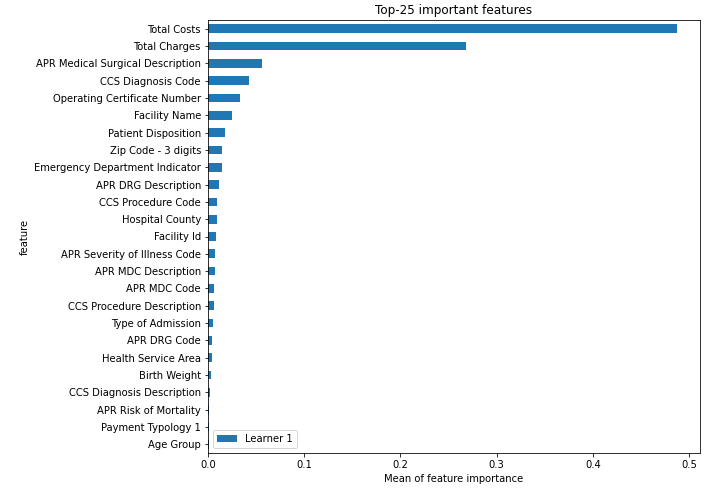 Top-25 important features
Total Costs
Total Charges
APR Medical Surgical Description
CCS Diagnosis Code
Operating Certificate Number
Facility Name
Patient Disposition
Zip Code - 3 digits
Emergency Department Indicator
APR DRG Description
CCS Procedure Code
Hospital County
Facility Id
APR Severity of Illness Code
APR MDC Description
APR MDC Code
CCS Procedure Description
Type of Admission
APR DRG Code
Health Service Area
Birth Weight
CCS Diagnosis Description
APR Risk of Mortality
Payment Typology 1
Age Group
feature
Learner 1
0.0 0.1 0.2 0.3 0.4 0.5
Mean of feature importance